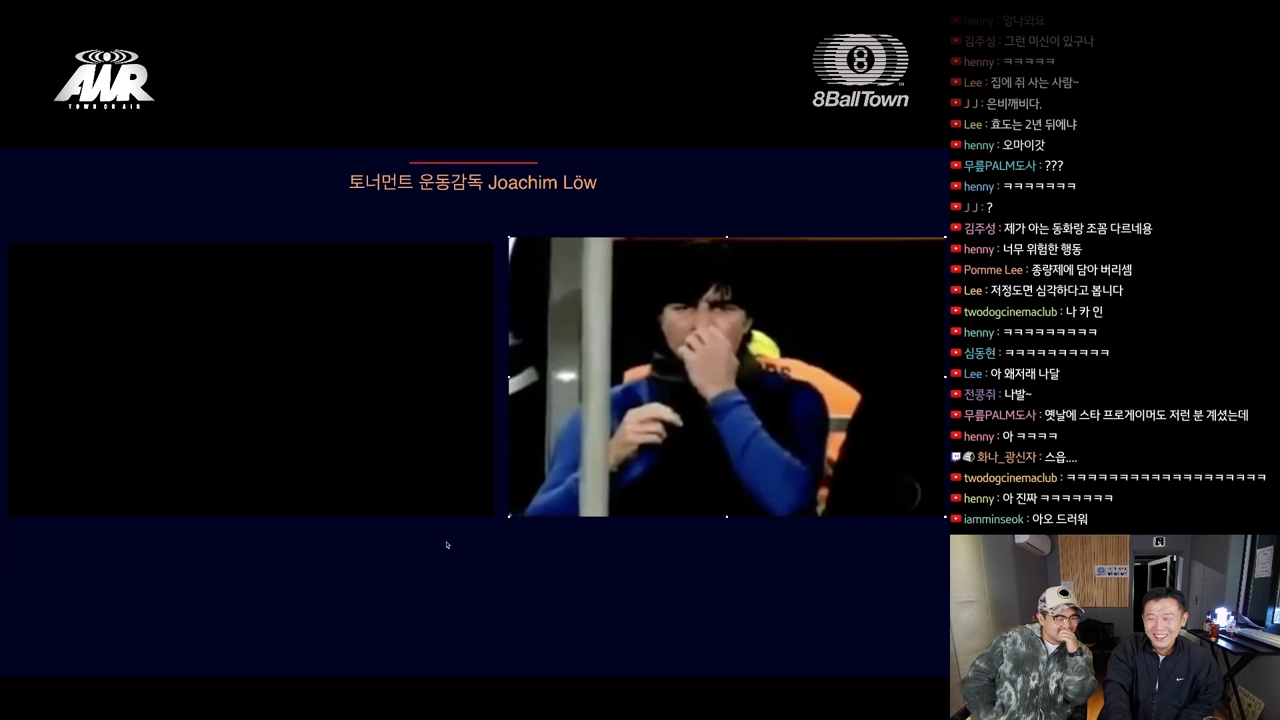 AIR
TOWN ON AIR
8
8BallTown
토너먼트 운동감독 Joachim Löw
henny : 잉나와요
김주성 : 그런 미신이 있구나
henny : ㅋㅋㅋㅋㅋ
Lee : 집에 쥐 사는 사람~
J J : 은비깨비다.
Lee : 효도는 2년 뒤에냐
henny : 오마이갓
무릎PALM도사 : ???
henny : ㅋㅋㅋㅋㅋㅋㅋ
J J : ?
김주성 : 제가 아는 동화랑 조꼼 다르네용
henny : 너무 위험한 행동
Pomme Lee : 종량제에 담아 버리셈
Lee : 저정도면 심각하다고 봅니다
twodogcinemaclub : 나 카 인
henny : ㅋㅋㅋㅋㅋㅋㅋㅋㅋ
심동현 : ㅋㅋㅋㅋㅋㅋㅋㅋㅋㅋ
Lee : 아 왜저래 나달
전콩쥐 : 나발~
무릎PALM도사 : 옛날에 스타 프로게이머도 저런 분 계셨는데
henny : 아 ㅋㅋㅋㅋ
화나_광신자 : 스읍....
twodogcinemaclub : ㅋㅋㅋㅋㅋㅋㅋㅋㅋㅋㅋㅋㅋㅋㅋㅋㅋㅋㅋ
henny : 아 진짜 ㅋㅋㅋㅋㅋㅋㅋ
iamminseok : 아오 드러워